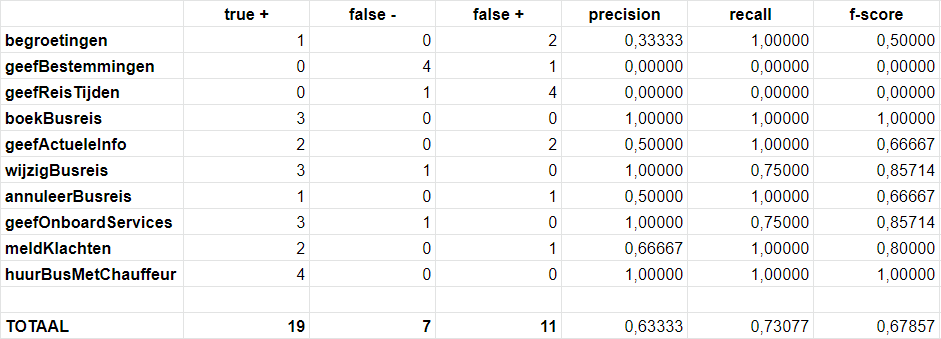 true + false - false + precision recall f-score
begroetingen 1 0 2 0,33333 1,00000 0,50000
geefBestemmingen 0 4 1 0,00000 0,00000 0,00000
geefReisTijden 0 1 4 0,00000 0,00000 0,00000
boekBusreis 3 0 0 1,00000 1,00000 1,00000
geefActueleInfo 2 0 2 0,50000 1,00000 0,66667
wijzigBusreis 3 1 0 1,00000 0,75000 0,85714
annuleerBusreis 1 0 1 0,50000 1,00000 0,66667
geefOnboardServices 3 1 0 1,00000 0,75000 0,85714
meldKlachten 2 0 1 0,66667 1,00000 0,80000
huurBusMetChauffeur 4 0 0 1,00000 1,00000 1,00000
TOTAAL 19 7 11 0,63333 0,73077 0,67857